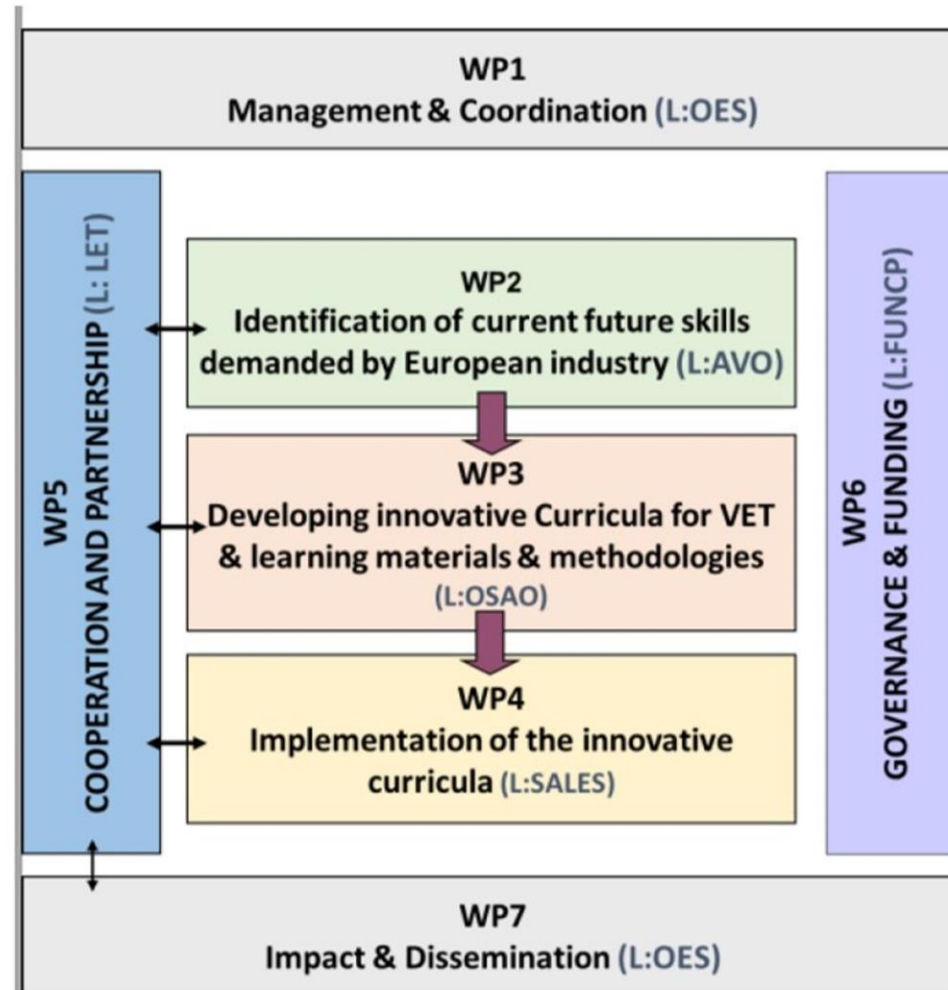 WP1
Management & Coordination (L:OES)
WP5
COOPERATION AND PARTNERSHIP (L: LET)
WP2
Identification of current future skills
demanded by European industry (L:AVO)
WP3
Developing innovative Curricula for VET
& learning materials & methodologies
(L:OSAO)
WP4
Implementation of the innovative
curricula (L:SALES)
WP6
GOVERNANCE & FUNDING (L:FUNCP)
WP7
Impact & Dissemination (L:OES)